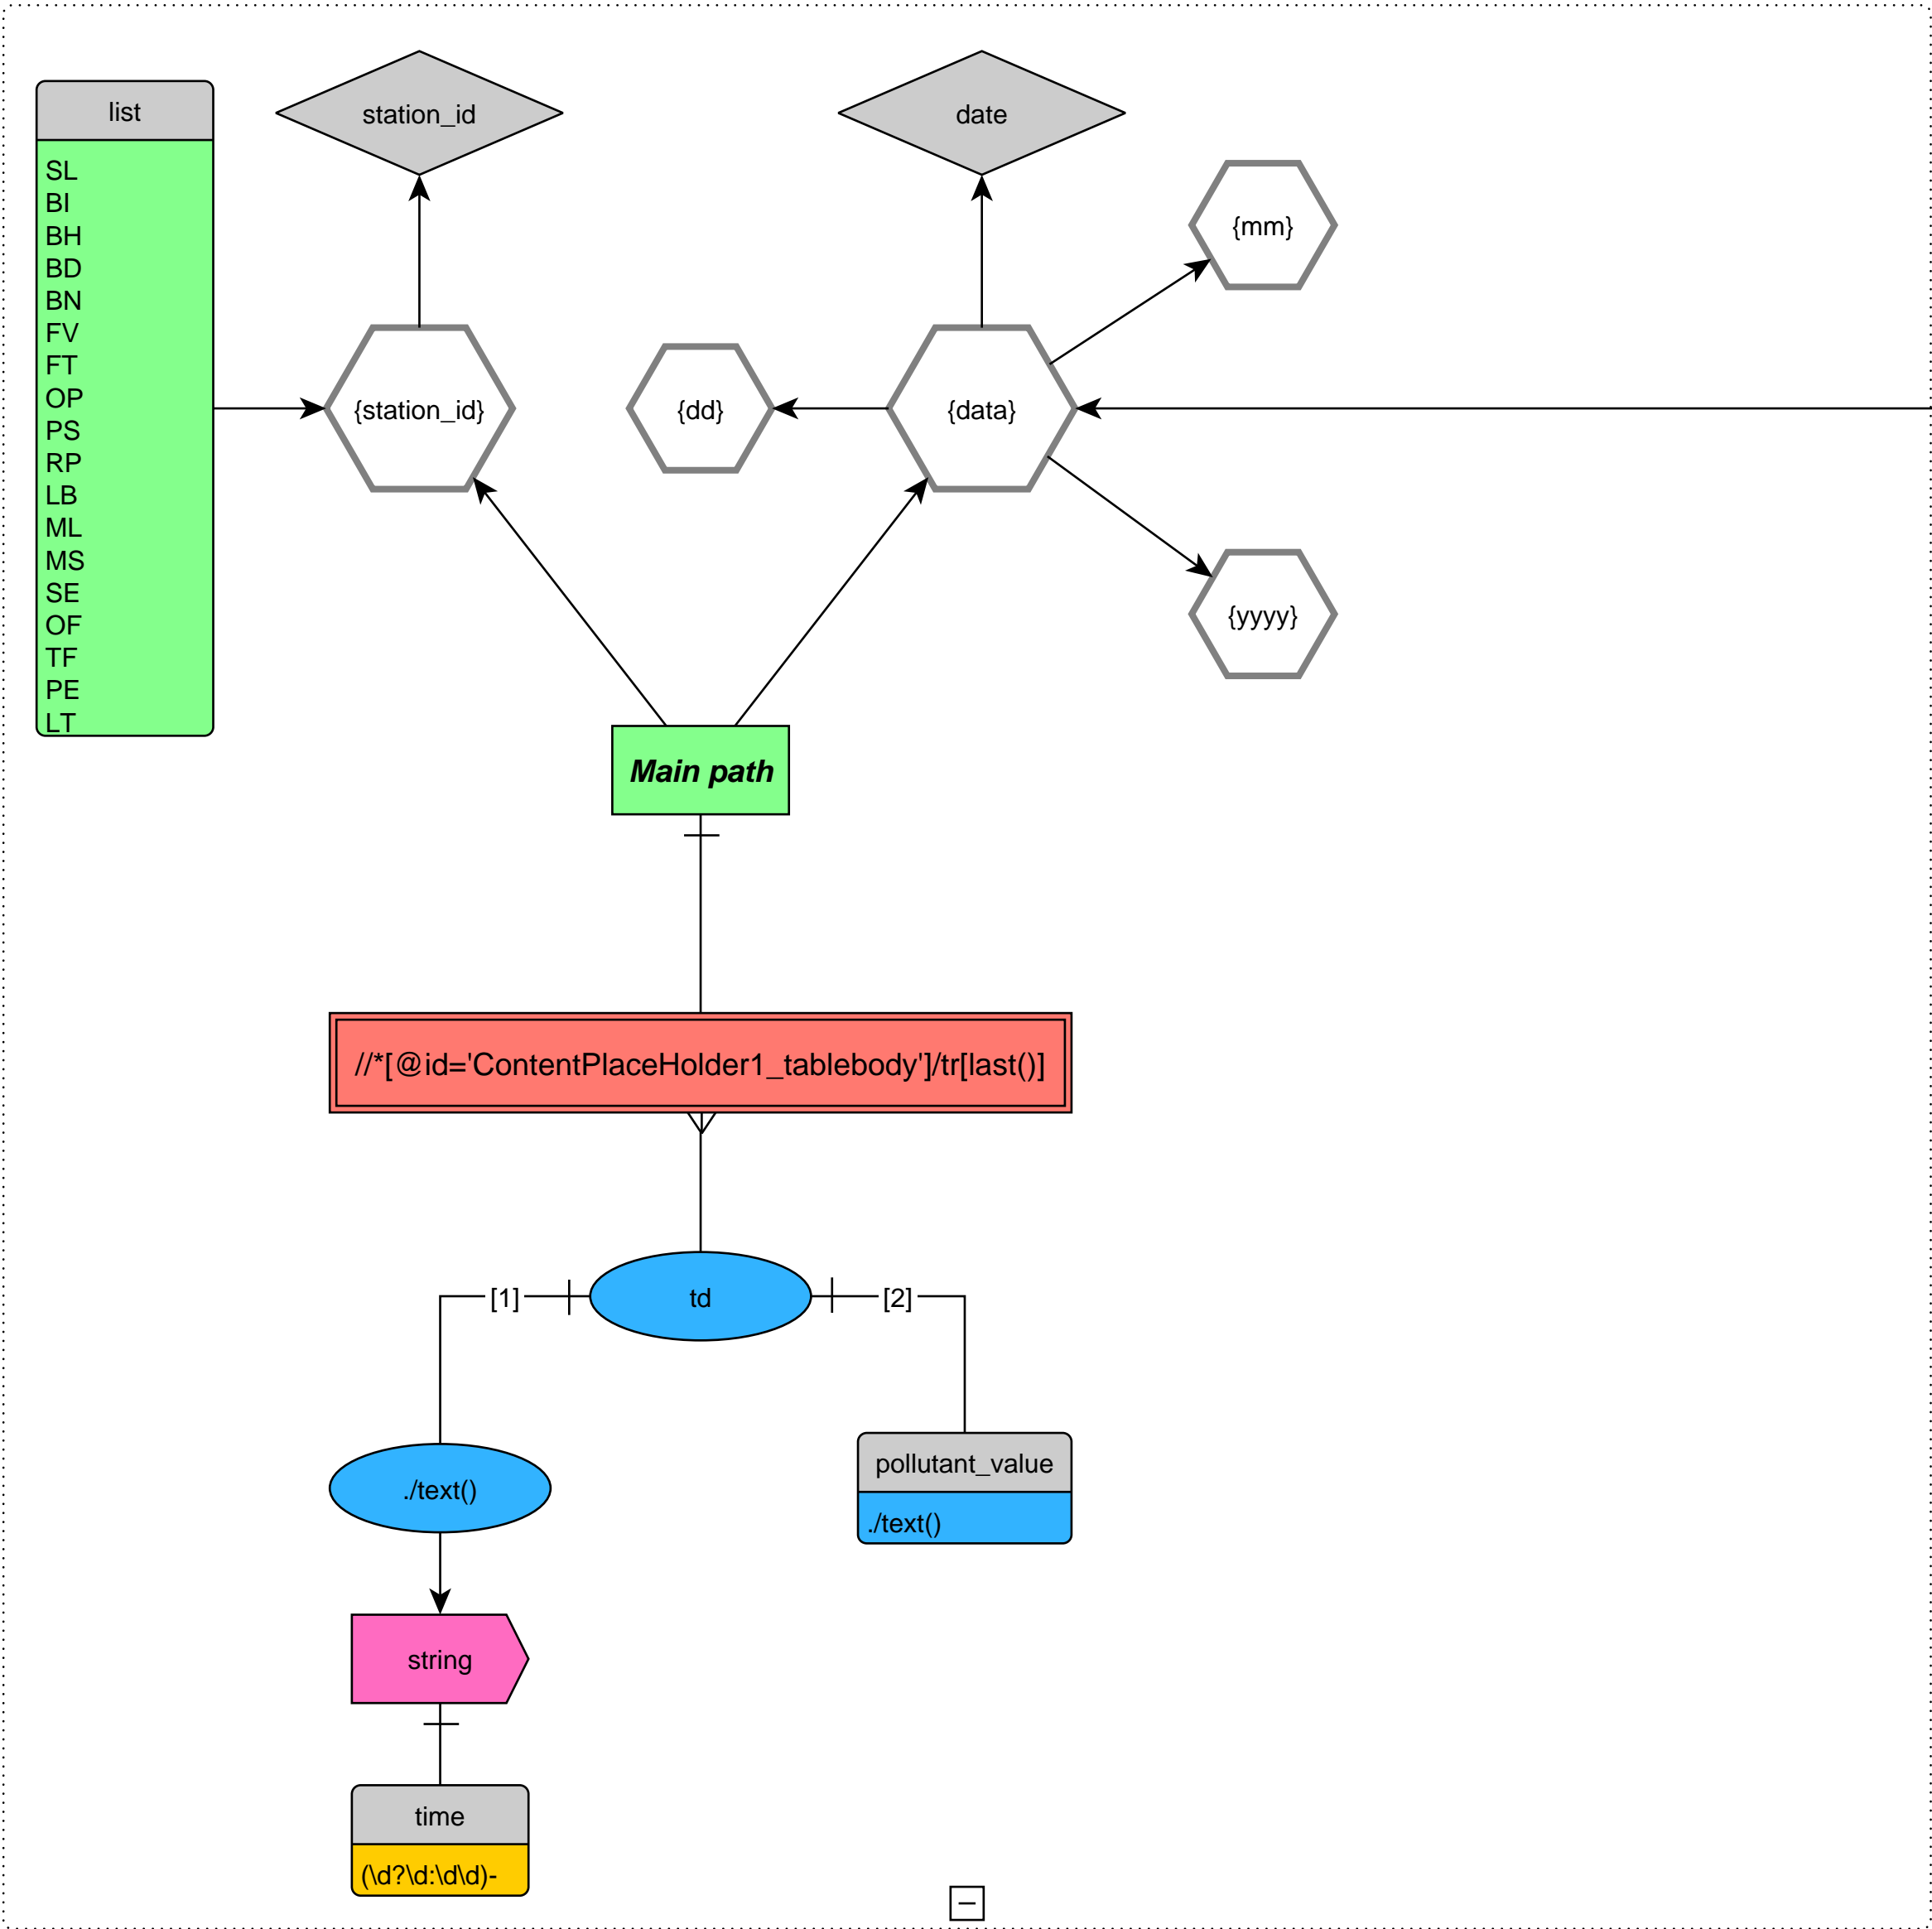 list
station_id
date
SL
BI
BH
BD
BN
FV
FT
OP
PS
RP
LB
ML
MS
SE
OF
TF
PE
LT
{mm}
{station_id}
{dd}
{data}
{yyyy}
Main path
//*[@id='ContentPlaceHolder1_tablebody']/tr[last()]
[1]
td
[2]
./text()
pollutant_value
./text()
string
time
(\d?\d:\d\d)-